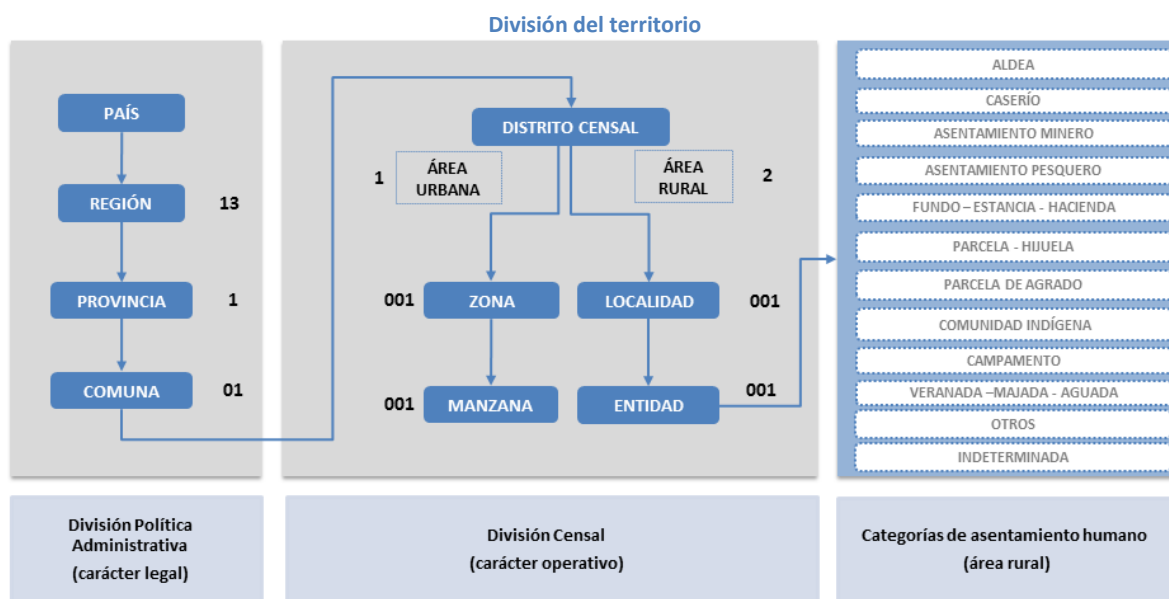 División del territorio
PAÍS
REGIÓN
13
PROVINCIA
1
COMUNA
01
DISTRITO CENSAL
1
ÁREA
URBANA
ÁREA
RURAL
2
001
ZONA
LOCALIDAD
001
001
MANZANA
ENTIDAD
001
ALDEA
CASERÍO
ASENTAMIENTO MINERO
ASENTAMIENTO PESQUERO
FUNDO – ESTANCIA - HACIENDA
PARCELA - HIJUELA
PARCELA DE AGRADO
COMUNIDAD INDÍGENA
CAMPAMENTO
VERANADA –MAJADA - AGUADA
OTROS
INDETERMINADA
División Política
Administrativa
(carácter legal)
División Censal
(carácter operativo)
Categorías de asentamiento humano
(área rural)